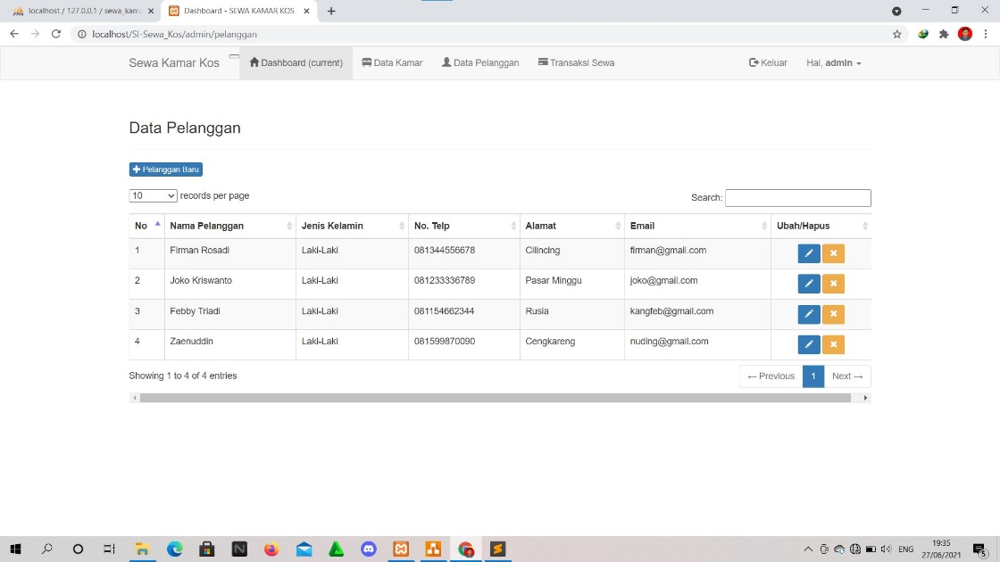 localhost / 127.0.0.1 / sewa_kama
Dashboard - SEWA KAMAR KOS
localhost/SI-Sewa_Kos/admin/pelanggan
Sewa Kamar Kos Dashboard (current) Data Kamar Data Pelanggan Transaksi Sewa Keluar Hai, admin
Data Pelanggan
Pelanggan Baru
10 records per page Search:
No Nama Pelanggan Jenis Kelamin No. Telp Alamat Email Ubah/Hapus
1 Firman Rosadi Laki-Laki 081344556678 Cilincing firman@gmail.com
2 Joko Kriswanto Laki-Laki 081233336789 Pasar Minggu joko@gmail.com
3 Febby Triadi Laki-Laki 081154662344 Rusia kangfeb@gmail.com
4 Zaenuddin Laki-Laki 081599870090 Cengkareng nuding@gmail.com
Showing 1 to 4 of 4 entries ← Previous 1 Next →
ENG 19:35
27/06/2021 5